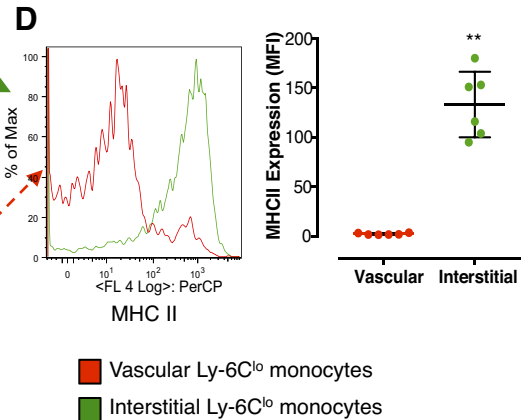 D
% of Max
100
80
60
40
20
0
0 10¹ 10² 10³
<FL 4 Log>: PerCP
MHC II
MHCII Expression (MFI)
200
150
100
50
0
**
Vascular Interstitial
Vascular Ly-6Cˡᵒ monocytes
Interstitial Ly-6Cˡᵒ monocytes